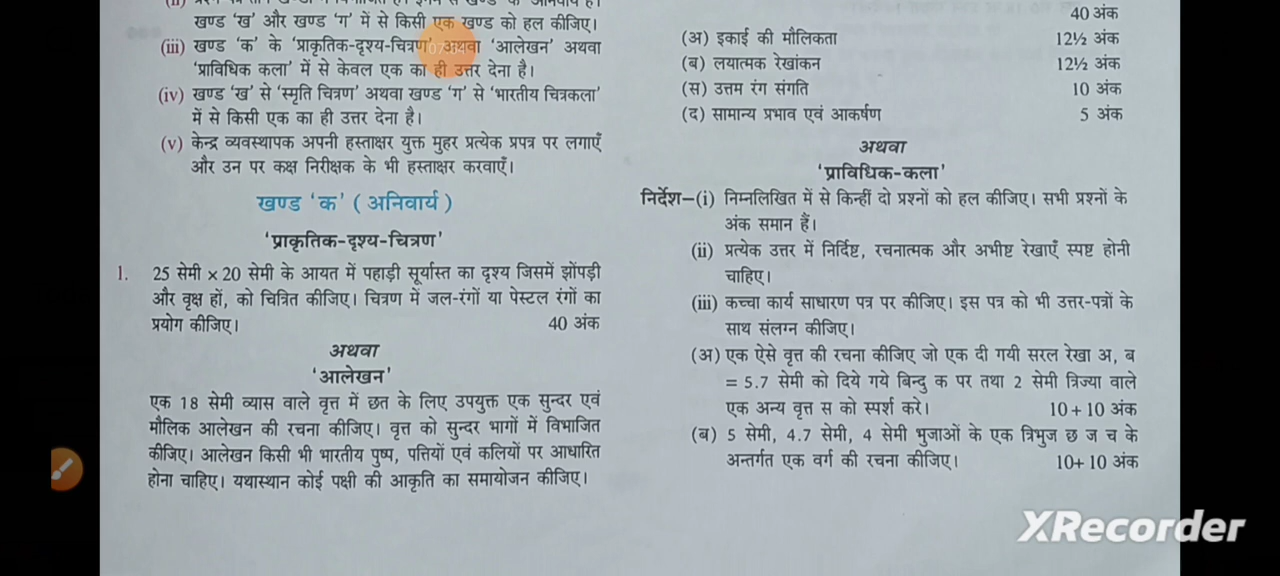 खण्ड 'ख' और खण्ड 'ग' में से किसी एक खण्ड को हल कीजिए।
(iii) खण्ड 'क' के 'प्राकृतिक-दृश्य-चित्रण' अथवा 'आलेखन' अथवा
'प्राविधिक कला' में से केवल एक का ही उत्तर देना है।
(iv) खण्ड 'ख' से 'स्मृति चित्रण' अथवा खण्ड 'ग' से 'भारतीय चित्रकला'
में से किसी एक का ही उत्तर देना है।
(v) केन्द्र व्यवस्थापक अपनी हस्ताक्षर युक्त मुहर प्रत्येक प्रपत्र पर लगाएँ
और उन पर कक्ष निरीक्षक के भी हस्ताक्षर करवाएँ।
खण्ड 'क' (अनिवार्य)
'प्राकृतिक-दृश्य-चित्रण'
1. 25 सेमी × 20 सेमी के आयत में पहाड़ी सूर्यास्त का दृश्य जिसमें झोंपड़ी
और वृक्ष हों, को चित्रित कीजिए। चित्रण में जल-रंगों या पेस्टल रंगों का
प्रयोग कीजिए। 40 अंक
अथवा
'आलेखन'
एक 18 सेमी व्यास वाले वृत्त में छत के लिए उपयुक्त एक सुन्दर एवं
मौलिक आलेखन की रचना कीजिए। वृत्त को सुन्दर भागों में विभाजित
कीजिए। आलेखन किसी भी भारतीय पुष्प, पत्तियों एवं कलियों पर आधारित
होना चाहिए। यथास्थान कोई पक्षी की आकृति का समायोजन कीजिए।
40 अंक
(अ) इकाई की मौलिकता 12½ अंक
(ब) लयात्मक रेखांकन 12½ अंक
(स) उत्तम रंग संगति 10 अंक
(द) सामान्य प्रभाव एवं आकर्षण 5 अंक
अथवा
'प्राविधिक-कला'
निर्देश–(i) निम्नलिखित में से किन्हीं दो प्रश्नों को हल कीजिए। सभी प्रश्नों के
अंक समान हैं।
(ii) प्रत्येक उत्तर में निर्दिष्ट, रचनात्मक और अभीष्ट रेखाएँ स्पष्ट होनी
चाहिए।
(iii) कच्चा कार्य साधारण पत्र पर कीजिए। इस पत्र को भी उत्तर-पत्रों के
साथ संलग्न कीजिए।
(अ) एक ऐसे वृत्त की रचना कीजिए जो एक दी गयी सरल रेखा अ, ब
= 5.7 सेमी को दिये गये बिन्दु क पर तथा 2 सेमी त्रिज्या वाले
एक अन्य वृत्त स को स्पर्श करे। 10 + 10 अंक
(ब) 5 सेमी, 4.7 सेमी, 4 सेमी भुजाओं के एक त्रिभुज छ ज च के
अन्तर्गत एक वर्ग की रचना कीजिए। 10+ 10 अंक
XRecorder